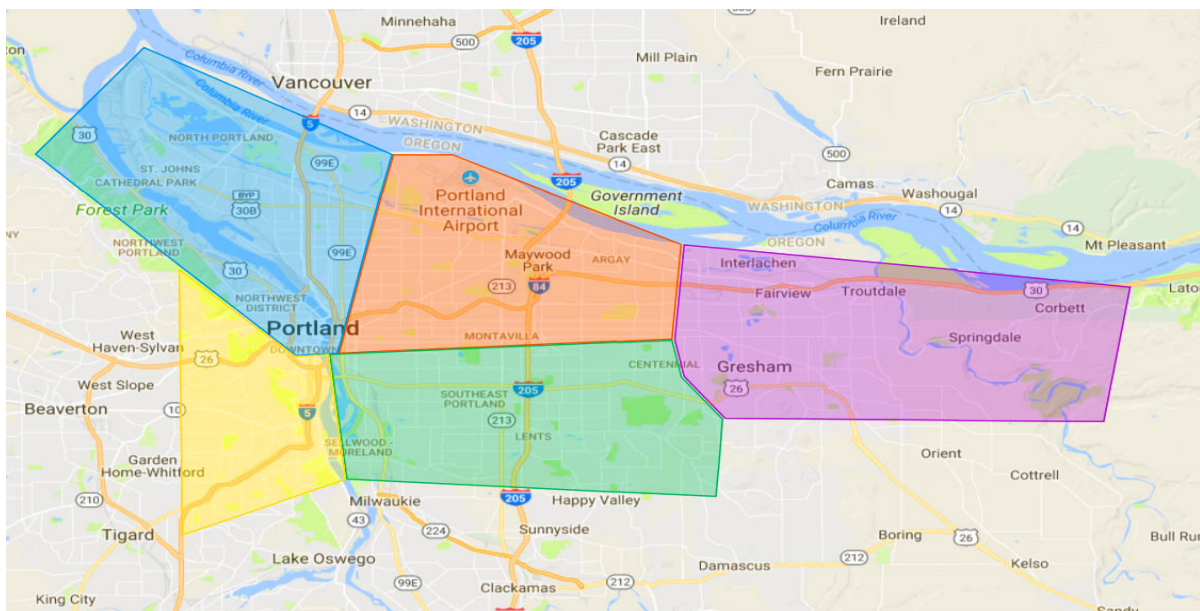 Minnehaha
Ireland
500
500
205
Mill Plain
Vancouver
Fern Prairie
Columbia River
Columbia River
14
WASHINGTON
OREGON
5
Cascade
Park East
14
500
30
NORTH PORTLAND
99E
ST. JOHNS
CATHEDRAL PARK
BYP
30B
Forest Park
Portland
International
Airport
205
Government
Island
Camas
Washougal
14
14
WASHINGTON
OREGON
Columbia River
Mt Pleasant
NORTHWEST
PORTLAND
99E
30
Maywood
Park
ARGAY
213
84
Interlachen
Fairview
Troutdale
30
Corbett
NORTHWEST
DISTRICT
Portland
DOWNTOWN
MONTAVILLA
Springdale
West
Haven-Sylvan
26
CENTENNIAL
Gresham
26
West Slope
Beaverton
10
5
205
SOUTHEAST
PORTLAND
213
LENTS
SELLWOOD -
MORELAND
Garden
Home-Whitford
210
Orient
Cottrell
Milwaukie
205
Happy Valley
43
224
Sunnyside
Tigard
Lake Oswego
Boring
26
Bull Ru
212
Damascus
Kelso
99E
Clackamas
212
King City
Sandy